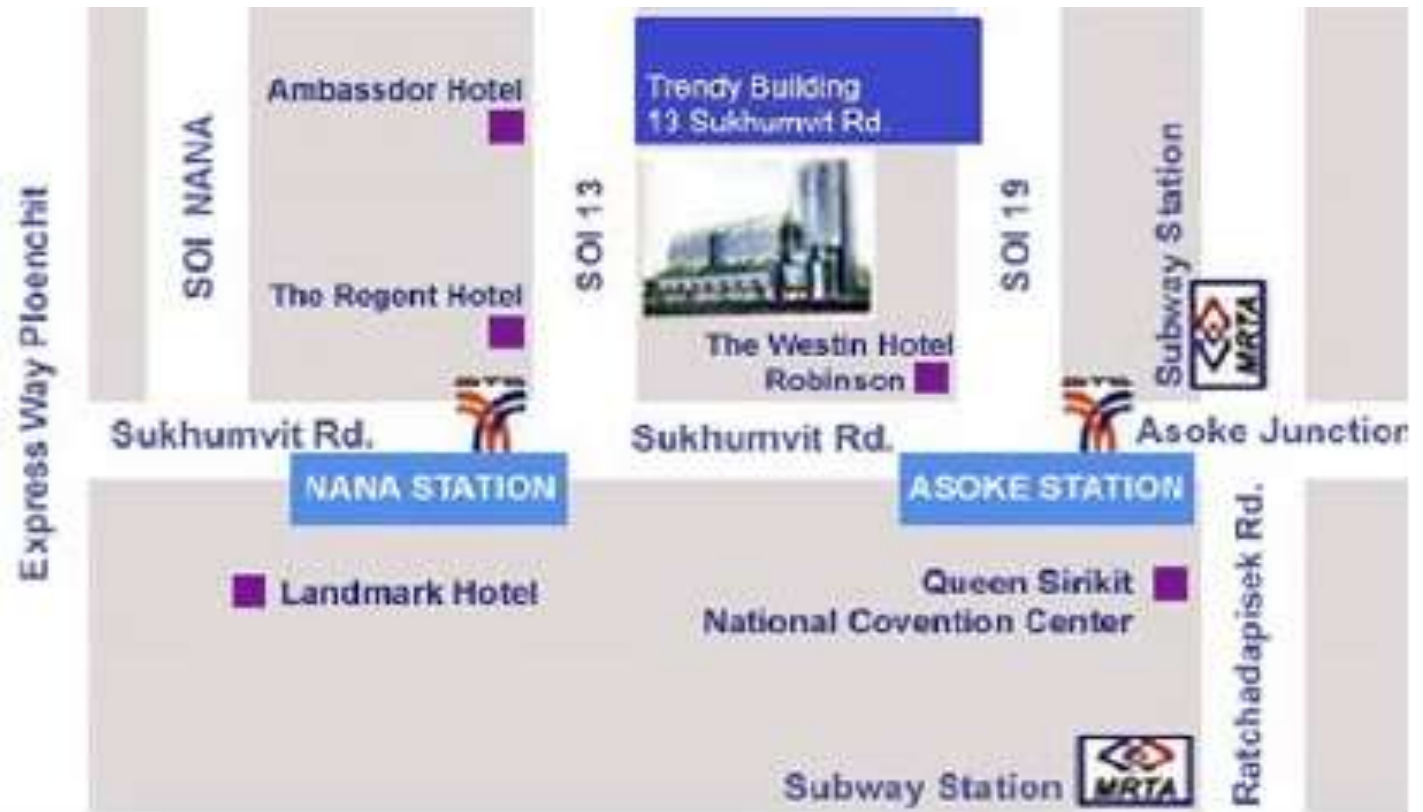 Ambassdor Hotel
Trendy Building
13 Sukhumvit Rd.
Express Way Ploenchit
SOI NANA
SOI 13
SOI 19
Subway Station
MRTA
The Regent Hotel
The Westin Hotel
Robinson
BTS
BTS
Sukhumvit Rd.
Sukhumvit Rd.
Asoke Junction
NANA STATION
ASOKE STATION
Landmark Hotel
Queen Sirikit
National Covention Center
Ratchadapisek Rd.
Subway Station
MRTA